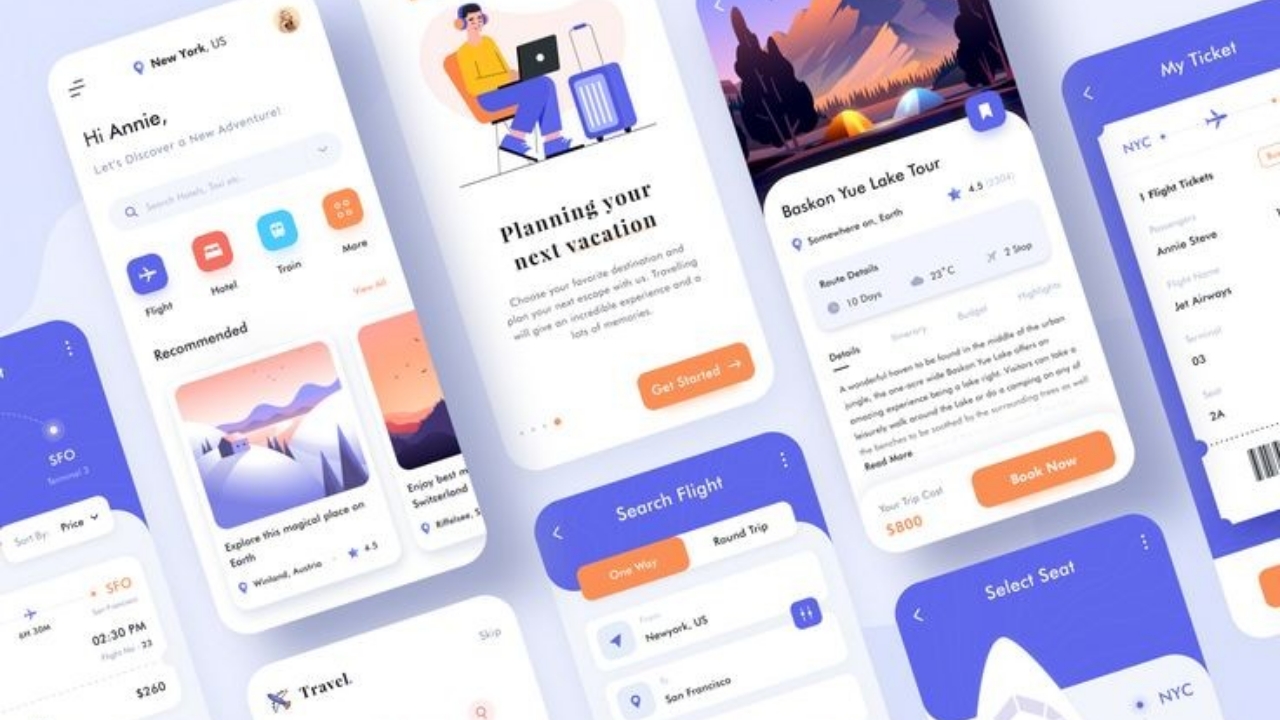 New York, US
Hi Annie,
Let's Discover a New Adventure!
Search Hotels, Taxi etc..
Flight
Hotel
Train
More
View All
Recommended
Explore this magical place on
Earth
Winland, Austria
4.5
Enjoy best m
Switzerland
Riffelsee, S
SFO
Terminal 3
Sort By: Price
SFO
San Francisco
6H 30M
02:30 PM
Flight No : 23
$260
Planning your
next vacation
Choose your favorite destination and
plan your next escape with us. Travelling
will give an incredible experience and a
lots of memories.
Get Started →
Skip
Travel.
Search Flight
One Way
Round Trip
From
Newyork, US
To
San Francisco
Baskon Yue Lake Tour
Somewhere on, Earth
4.5
Route Details
10 Days
23°C
2 Stop
Details
Itinerary
Budget
Highlights
A wonderful haven to be found in the middle of the urban
jungle, the one-acre wide Baskon Yue Lake offers an
amazing experience being a lake right. Visitors can take a
leisurely walk around the Lake or do a camping on any of
the benches to be soothed by the surrounding trees as well
Read More
Your Trip Cost
$800
Book Now
Select Seat
NYC
My Ticket
NYC
1 Flight Tickets
Passengers
Annie Steve
Flight Name
Jet Airways
Terminal
03
Seat
2A